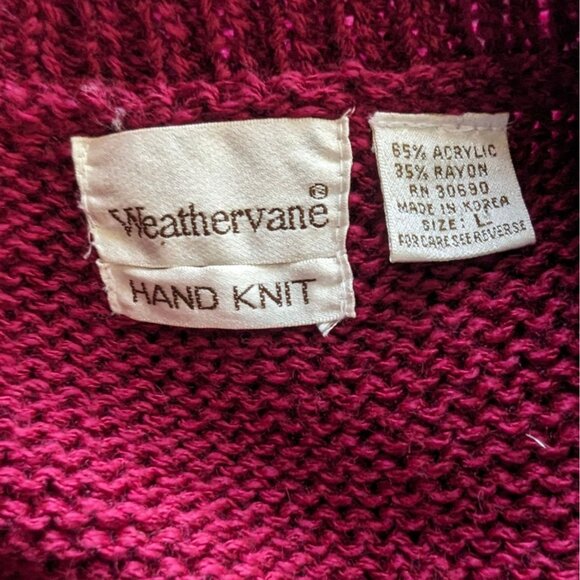 Weathervane®
HAND KNIT
65% ACRYLIC
35% RAYON
RN 30690
MADE IN KOREA
SIZE: L
FOR CARE SEE REVERSE